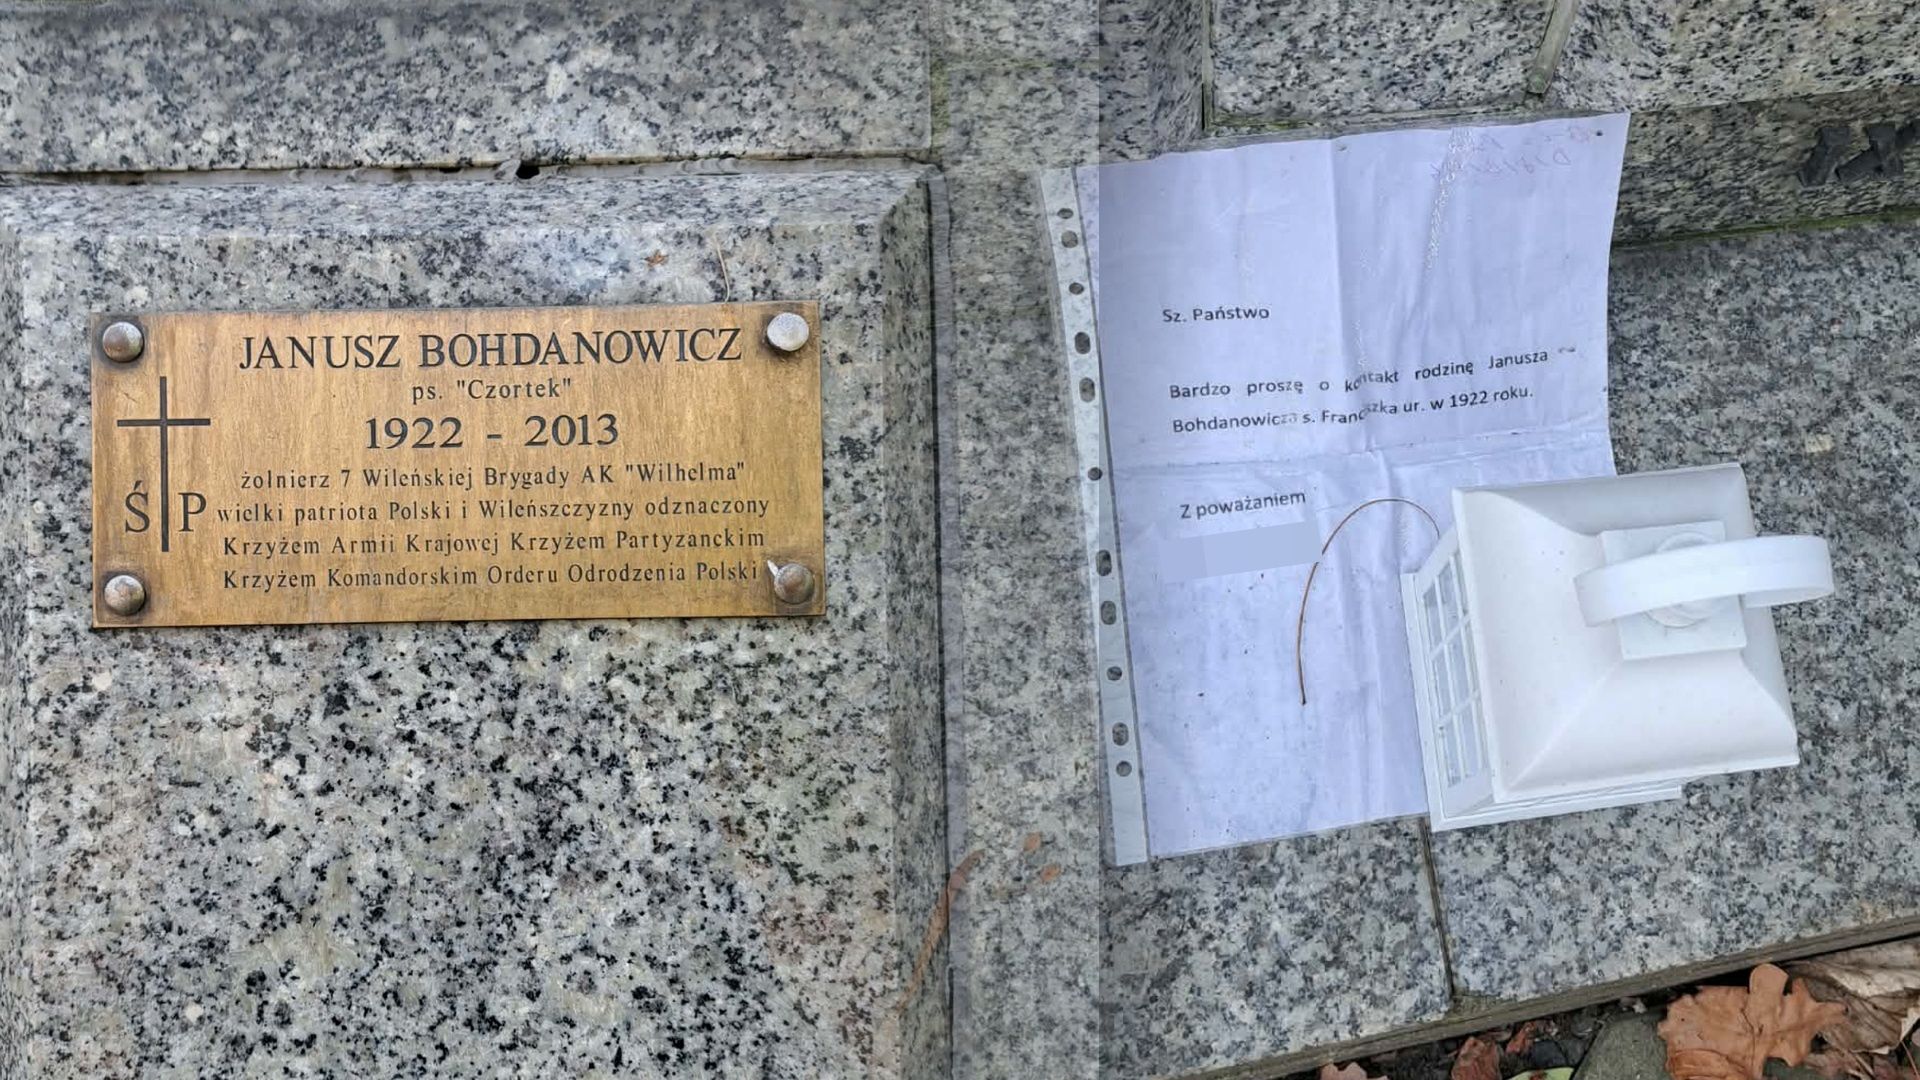 JANUSZ BOHDANOWICZ
ps. "Czortek"
1922 - 2013
żołnierz 7 Wileńskiej Brygady AK "Wilhelma"
Ś P wielki patriota Polski i Wileńszczyzny odznaczony
Krzyżem Armii Krajowej Krzyżem Partyzanckim
Krzyżem Komandorskim Orderu Odrodzenia Polski
Sz. Państwo
Bardzo proszę o kontakt rodzinę Janusza
Bohdanowicza s. Franciszka ur. w 1922 roku.
Z poważaniem